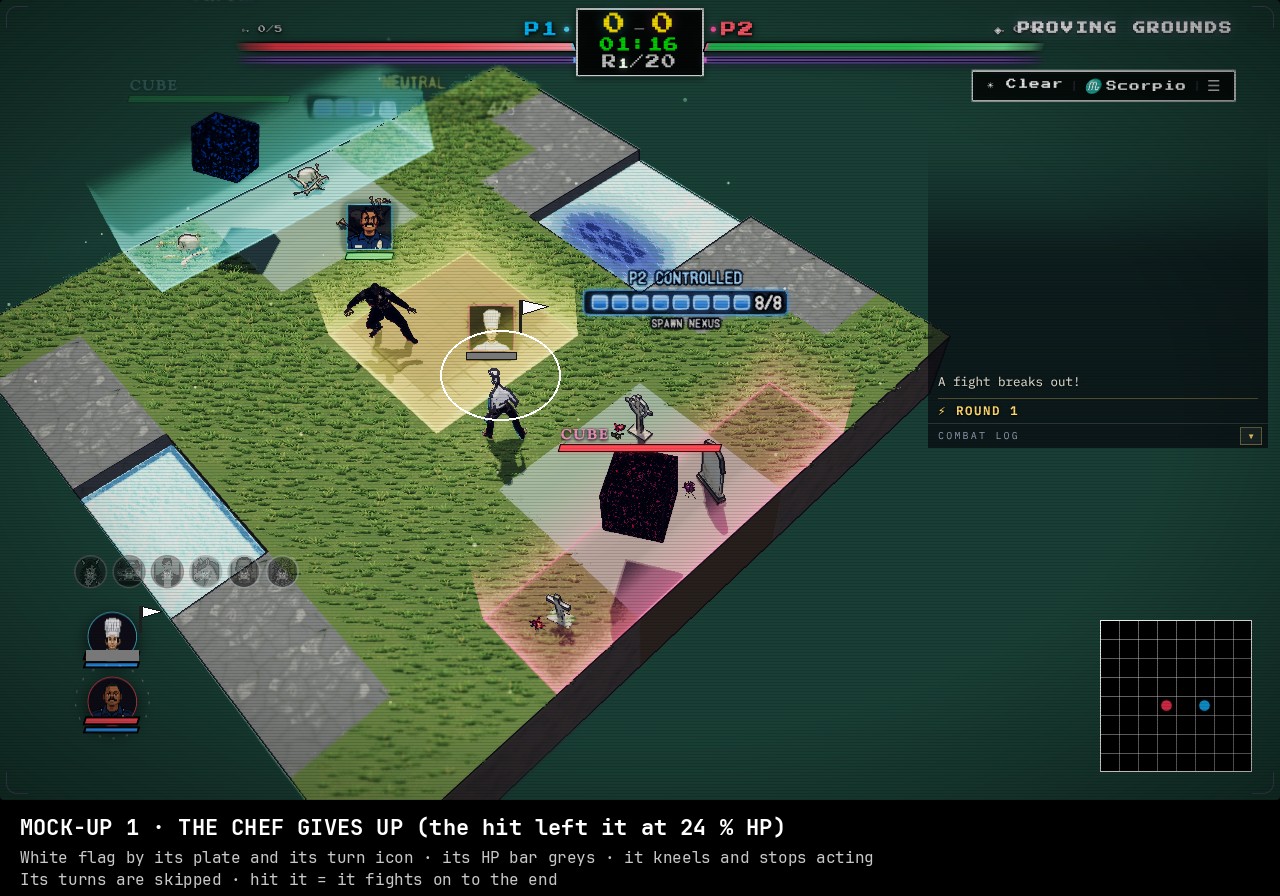 0/5
P1
0 – 0
01:16
R1/20
P2
PROVING GROUNDS
Clear
Scorpio
CUBE
NEUTRAL
P2 CONTROLLED
8/8
SPAWN NEXUS
CUBE
A fight breaks out!
⚡ ROUND 1
COMBAT LOG
MOCK-UP 1 · THE CHEF GIVES UP (the hit left it at 24 % HP)
White flag by its plate and its turn icon · its HP bar greys · it kneels and stops acting
Its turns are skipped · hit it = it fights on to the end